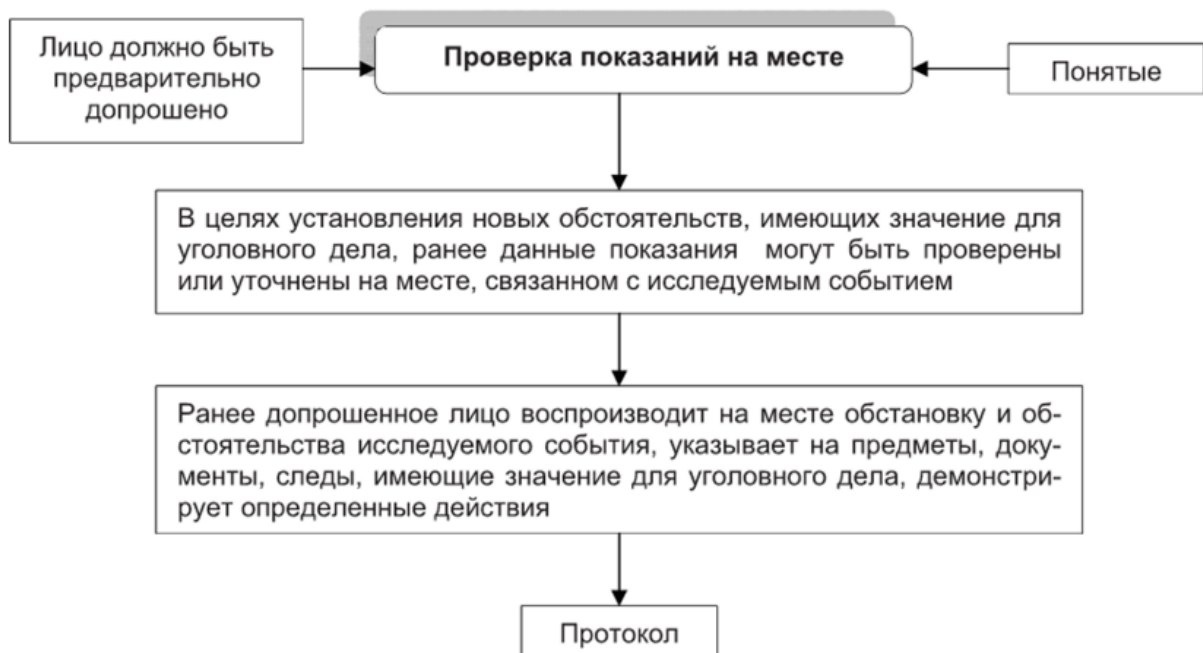 Лицо должно быть
предварительно
допрошено
Проверка показаний на месте
Понятые
В целях установления новых обстоятельств, имеющих значение для
уголовного дела, ранее данные показания могут быть проверены
или уточнены на месте, связанном с исследуемым событием
Ранее допрошенное лицо воспроизводит на месте обстановку и об-
стоятельства исследуемого события, указывает на предметы, доку-
менты, следы, имеющие значение для уголовного дела, демонстри-
рует определенные действия
Протокол